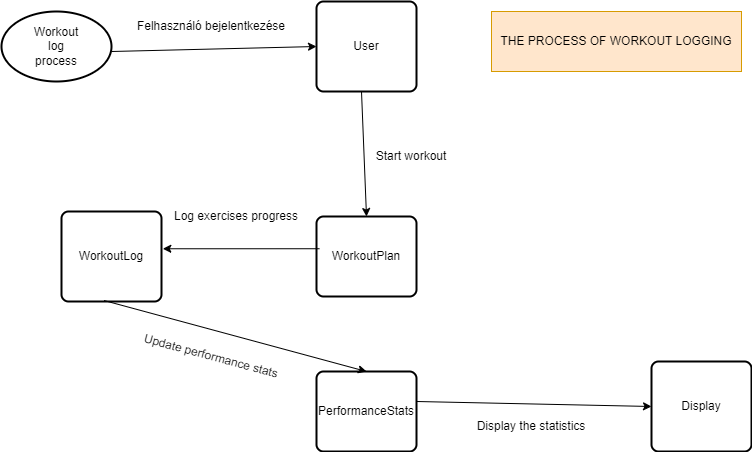 Workout
log
process
Felhasználó bejelentkezése
User
THE PROCESS OF WORKOUT LOGGING
Start workout
Log exercises progress
WorkoutLog
WorkoutPlan
Update performance stats
PerformanceStats
Display the statistics
Display